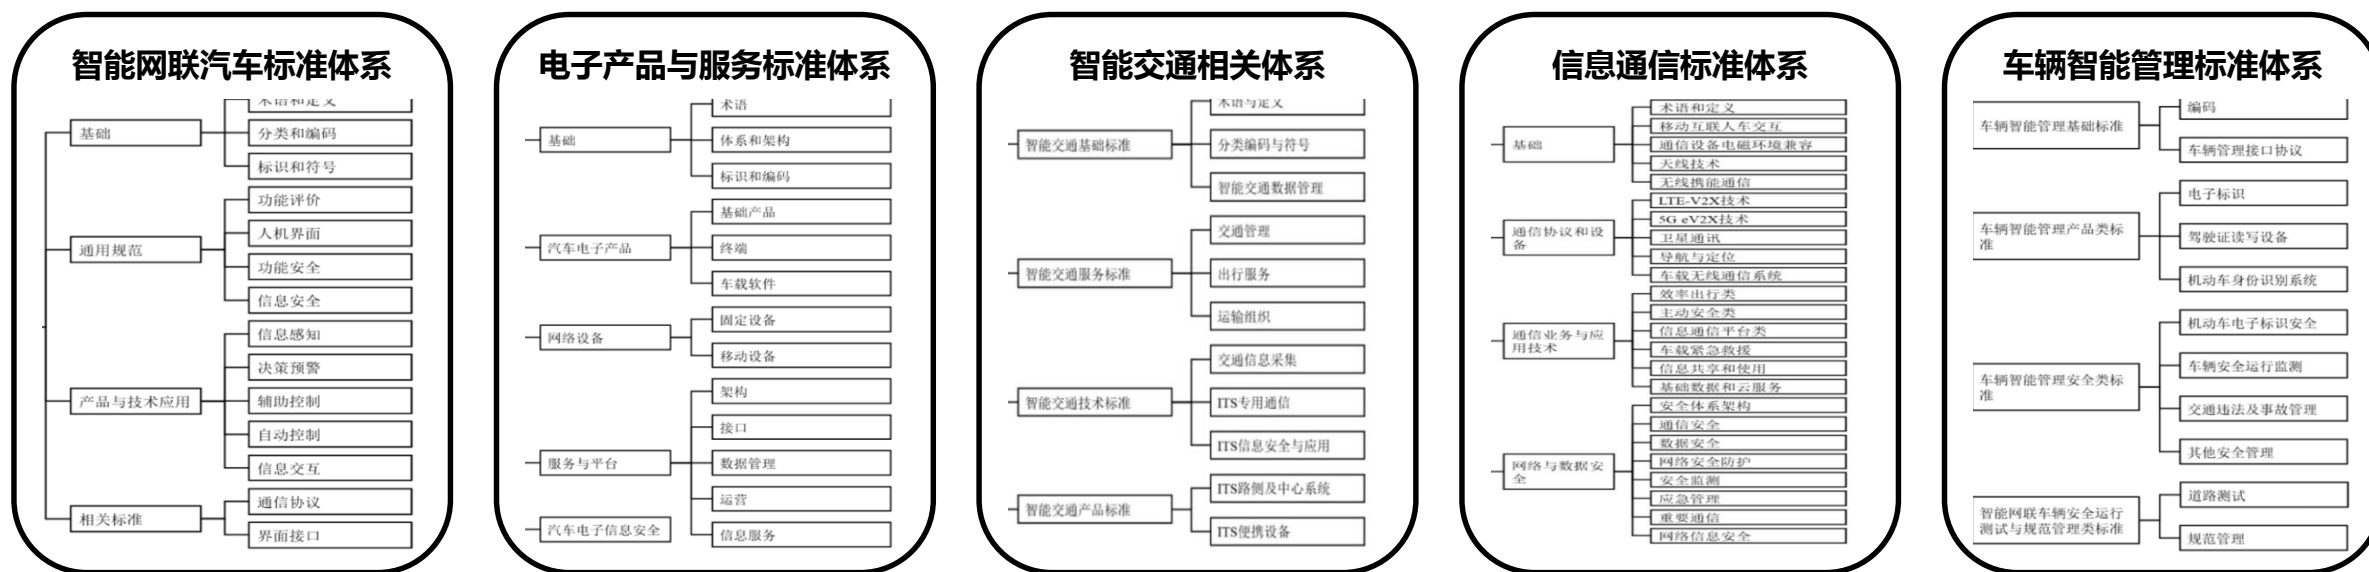 智能网联汽车标准体系
基础
术语和定义
分类和编码
标识和符号
通用规范
功能评价
人机界面
功能安全
信息安全
产品与技术应用
信息感知
决策预警
辅助控制
自动控制
信息交互
相关标准
通信协议
界面接口
电子产品与服务标准体系
基础
术语
体系和架构
标识和编码
汽车电子产品
基础产品
终端
车载软件
网络设备
固定设备
移动设备
服务与平台
架构
接口
数据管理
运营
信息服务
汽车电子信息安全
智能交通相关体系
智能交通基础标准
术语与定义
分类编码与符号
智能交通数据管理
智能交通服务标准
交通管理
出行服务
运输组织
智能交通技术标准
交通信息采集
ITS专用通信
ITS信息安全与应用
智能交通产品标准
ITS路侧及中心系统
ITS便携设备
信息通信标准体系
基础
术语和定义
移动互联人车交互
通信设备电磁环境兼容
天线技术
无线携能通信
通信协议和设
备
LTE-V2X技术
5G eV2X技术
卫星通讯
导航与定位
车载无线通信系统
通信业务与应
用技术
效率出行类
主动安全类
信息通信平台类
车载紧急救援
信息共享和使用
基础数据和云服务
网络与数据安
全
安全体系架构
通信安全
数据安全
网络安全防护
安全监测
应急管理
重要通信
网络信息安全
车辆智能管理标准体系
车辆智能管理基础标准
编码
车辆管理接口协议
车辆智能管理产品类标
准
电子标识
驾驶证读写设备
机动车身份识别系统
车辆智能管理安全类标
准
机动车电子标识安全
车辆安全运行监测
交通违法及事故管理
其他安全管理
智能网联车辆安全运行
测试与规范管理类标准
道路测试
规范管理